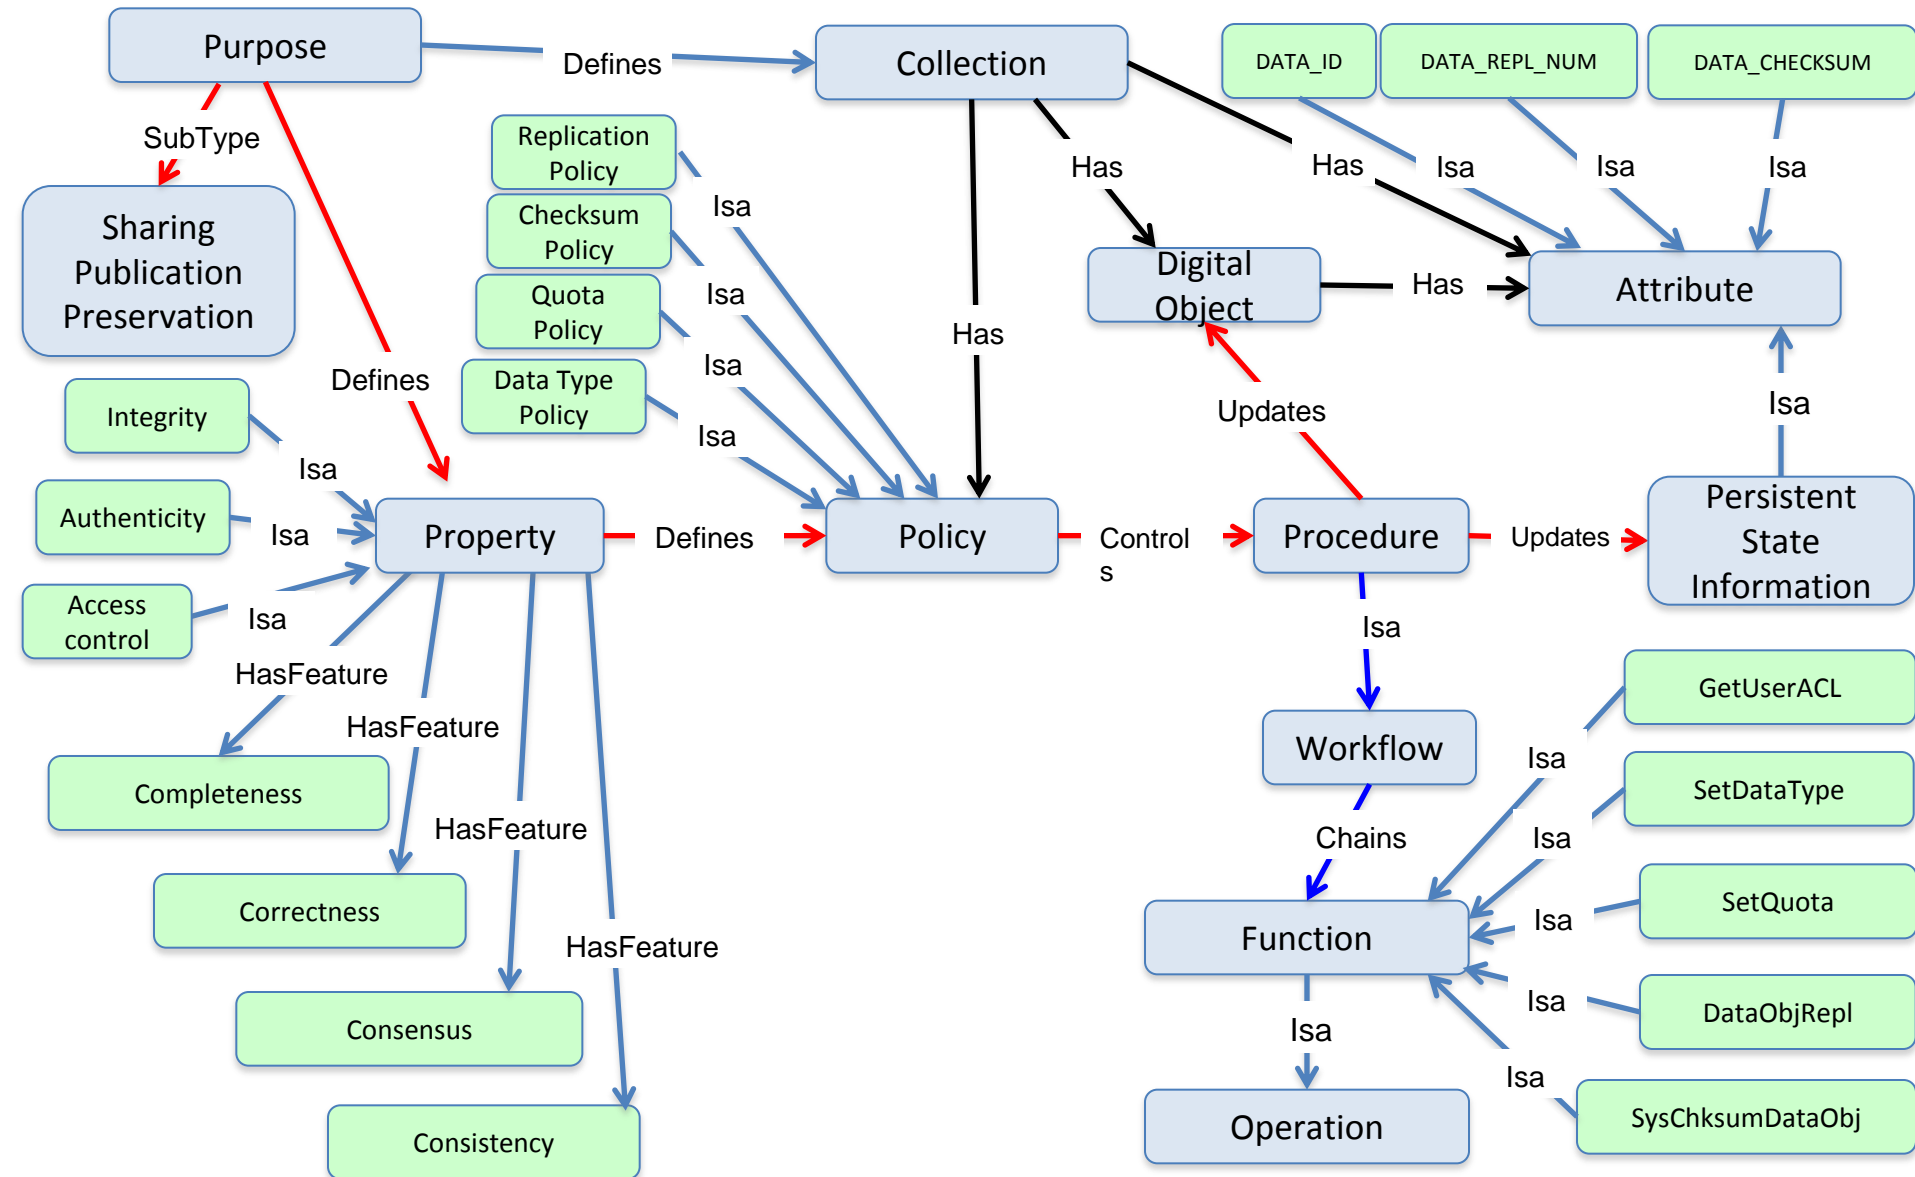 Purpose
Defines
Collection
DATA_ID
DATA_REPL_NUM
DATA_CHECKSUM
SubType
Replication
Policy
Has
Has
Isa
Isa
Isa
Sharing
Publication
Preservation
Isa
Checksum
Policy
Digital
Object
Has
Attribute
Quota
Policy
Isa
Has
Isa
Data Type
Policy
Defines
Updates
Isa
Integrity
Isa
Isa
Authenticity
Isa
Property
Defines
Policy
Control
s
Procedure
Updates
Persistent
State
Information
Access
control
Isa
Isa
HasFeature
GetUserACL
HasFeature
Workflow
Isa
Completeness
SetDataType
HasFeature
Chains
Isa
Correctness
SetQuota
HasFeature
Function
Isa
Consensus
Isa
Isa
DataObjRepl
Isa
Consistency
Operation
SysChksumDataObj